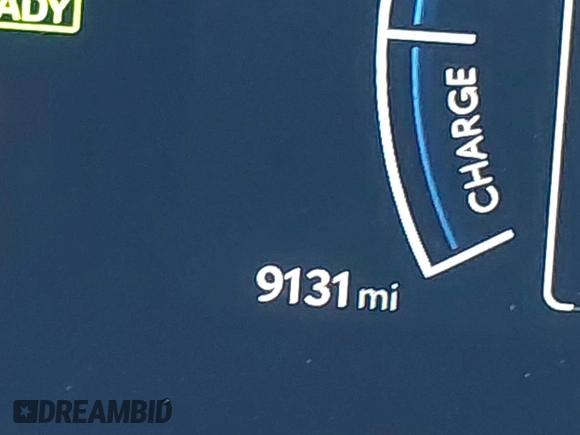 ADY
CHARGE
9131 mi
DREAMBID